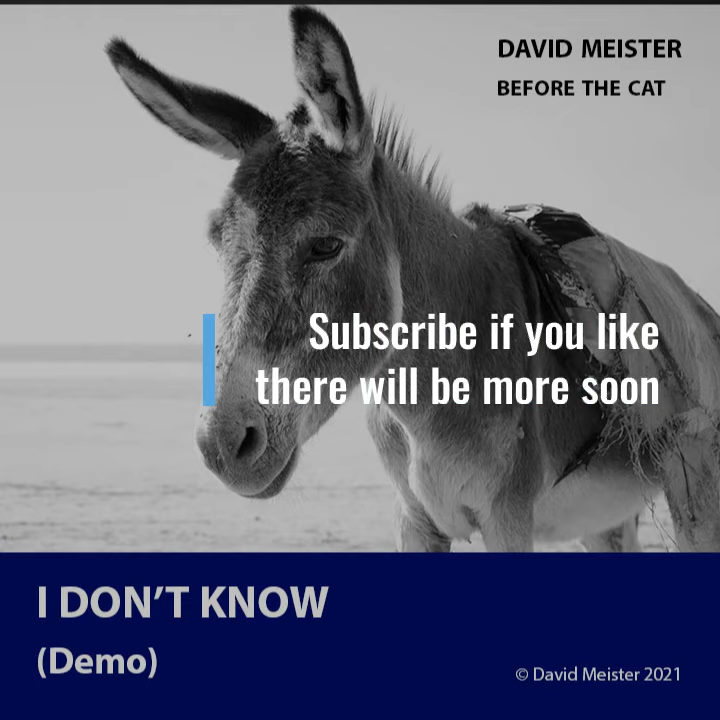 DAVID MEISTER
BEFORE THE CAT
Subscribe if you like
there will be more soon
I DON'T KNOW
(Demo)
© David Meister 2021